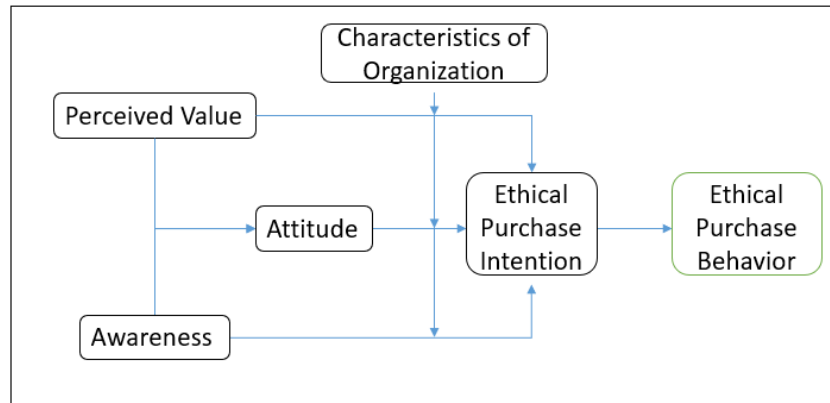 Characteristics of
Organization
Perceived Value
Attitude
Ethical
Purchase
Intention
Ethical
Purchase
Behavior
Awareness